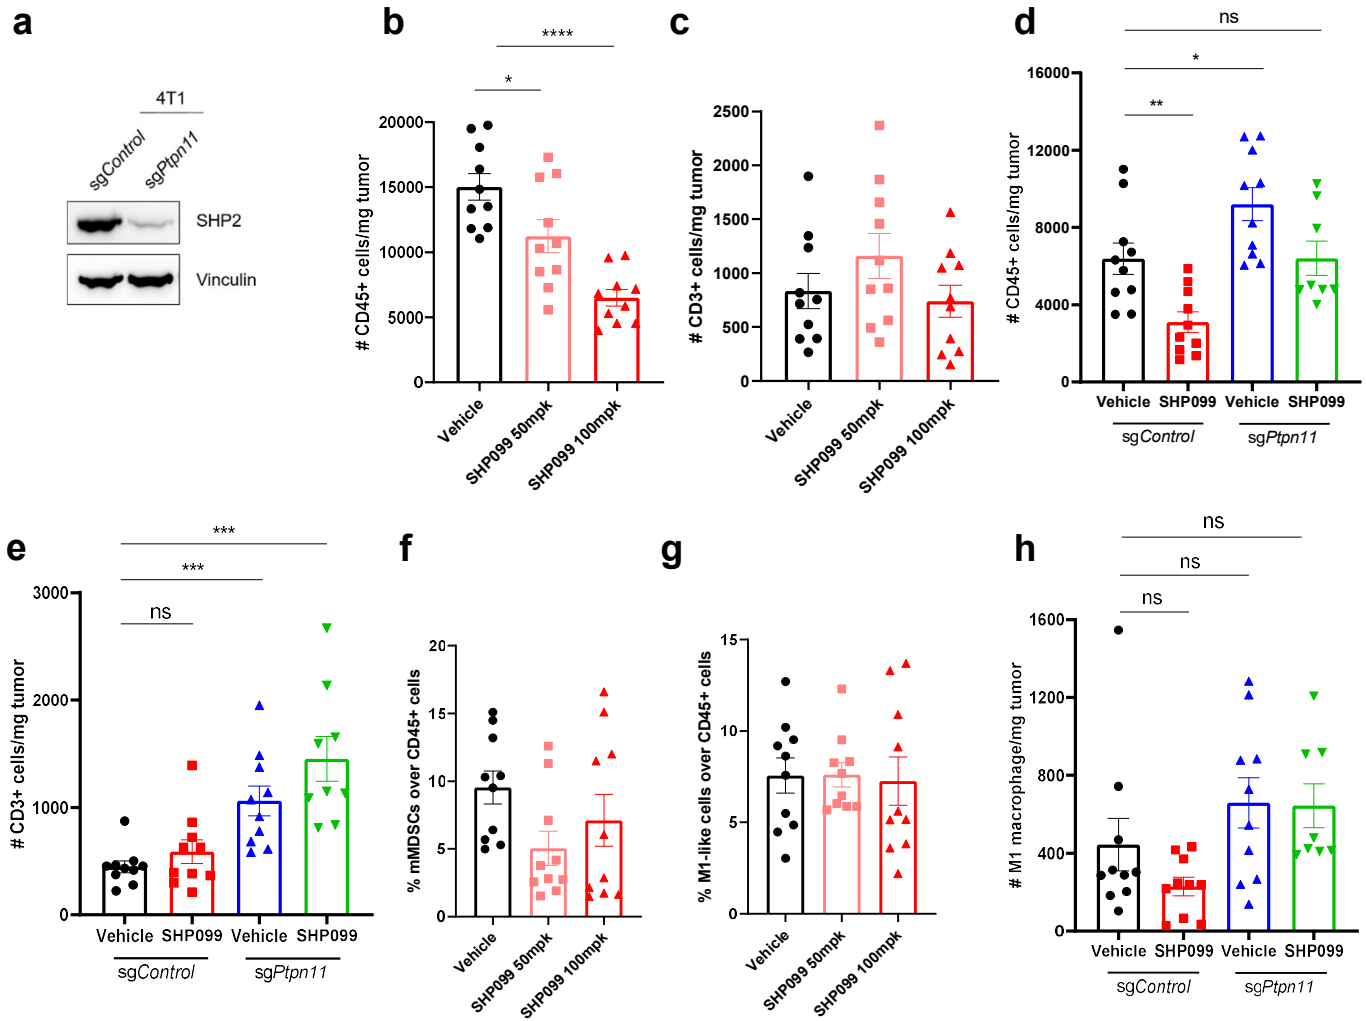 a
4T1
sgControl
sgPtpn11
SHP2
Vinculin
b
****
*
# CD45+ cells/mg tumor
20000
15000
10000
5000
0
Vehicle
SHP099 50mpk
SHP099 100mpk
c
# CD3+ cells/mg tumor
2500
2000
1500
1000
500
0
Vehicle
SHP099 50mpk
SHP099 100mpk
d
ns
*
**
# CD45+ cells/mg tumor
16000
12000
8000
4000
0
Vehicle SHP099 Vehicle SHP099
sgControl sgPtpn11
e
***
***
ns
# CD3+ cells/mg tumor
3000
2000
1000
0
Vehicle SHP099 Vehicle SHP099
sgControl sgPtpn11
f
% mMDSCs over CD45+ cells
20
15
10
5
0
Vehicle
SHP099 50mpk
SHP099 100mpk
g
% M1-like cells over CD45+ cells
15
10
5
0
Vehicle
SHP099 50mpk
SHP099 100mpk
h
ns
ns
ns
# M1 macrophage/mg tumor
1600
1200
800
400
0
Vehicle SHP099 Vehicle SHP099
sgControl sgPtpn11